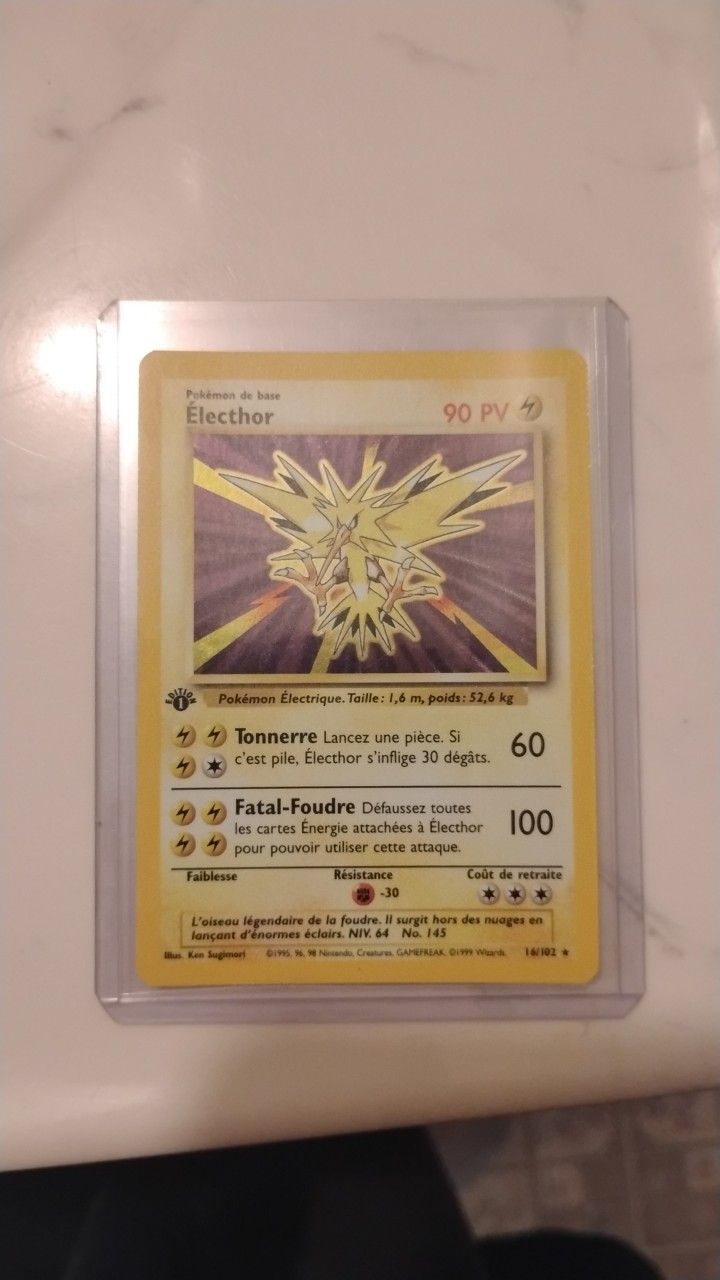 Pokémon de base
Électhor
90 PV
EDITION
1
Pokémon Électrique. Taille : 1,6 m, poids : 52,6 kg
Tonnerre Lancez une pièce. Si
c'est pile, Électhor s'inflige 30 dégâts.
60
Fatal-Foudre Défaussez toutes
les cartes Énergie attachées à Électhor
pour pouvoir utiliser cette attaque.
100
Faiblesse
Résistance
Coût de retraite
-30
L'oiseau légendaire de la foudre. Il surgit hors des nuages en
lançant d'énormes éclairs. NIV. 64 No. 145
Illus. Ken Sugimori
©1995, 96, 98 Nintendo, Creatures, GAMEFREAK. ©1999 Wizards.
16/102 ★